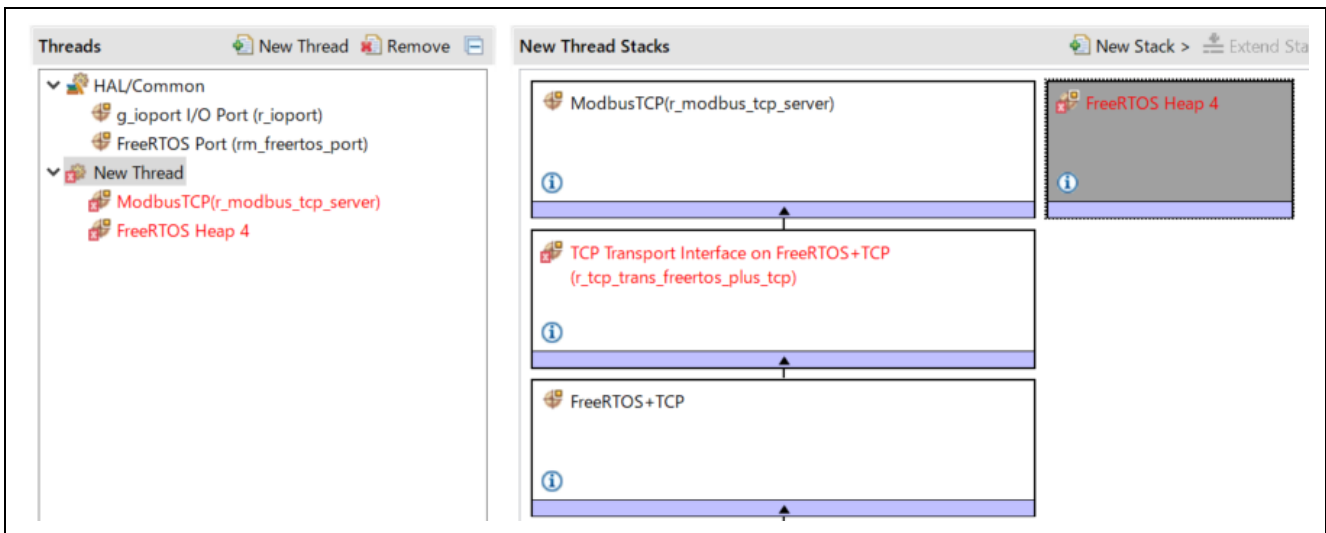 Threads
New Thread
Remove
HAL/Common
g_ioport I/O Port (r_ioport)
FreeRTOS Port (rm_freertos_port)
New Thread
ModbusTCP(r_modbus_tcp_server)
FreeRTOS Heap 4
New Thread Stacks
New Stack >
Extend Sta
ModbusTCP(r_modbus_tcp_server)
FreeRTOS Heap 4
TCP Transport Interface on FreeRTOS+TCP
(r_tcp_trans_freertos_plus_tcp)
FreeRTOS+TCP